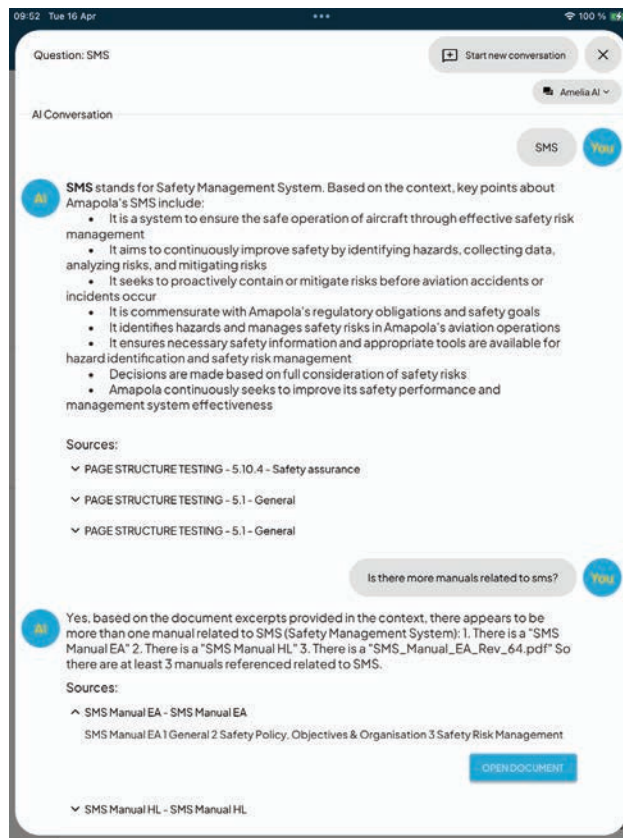 09:52 Tue 16 Apr
100 %
Question: SMS
Start new conversation
Amelia AI
AI Conversation
SMS
You
AI
SMS stands for Safety Management System. Based on the context, key points about
Amapola's SMS include:
• It is a system to ensure the safe operation of aircraft through effective safety risk
management
• It aims to continuously improve safety by identifying hazards, collecting data,
analyzing risks, and mitigating risks
• It seeks to proactively contain or mitigate risks before aviation accidents or
incidents occur
• It is commensurate with Amapola's regulatory obligations and safety goals
• It identifies hazards and manages safety risks in Amapola's aviation operations
• It ensures necessary safety information and appropriate tools are available for
hazard identification and safety risk management
• Decisions are made based on full consideration of safety risks
• Amapola continuously seeks to improve its safety performance and
management system effectiveness
Sources:
PAGE STRUCTURE TESTING - 5.10.4 - Safety assurance
PAGE STRUCTURE TESTING - 5.1 - General
PAGE STRUCTURE TESTING - 5.1 - General
Is there more manuals related to sms?
You
AI
Yes, based on the document excerpts provided in the context, there appears to be
more than one manual related to SMS (Safety Management System): 1. There is a "SMS
Manual EA" 2. There is a "SMS Manual HL" 3. There is a "SMS_Manual_EA_Rev_64.pdf" So
there are at least 3 manuals referenced related to SMS.
Sources:
SMS Manual EA - SMS Manual EA
SMS Manual EA 1 General 2 Safety Policy, Objectives & Organisation 3 Safety Risk Management
OPEN DOCUMENT
SMS Manual HL - SMS Manual HL